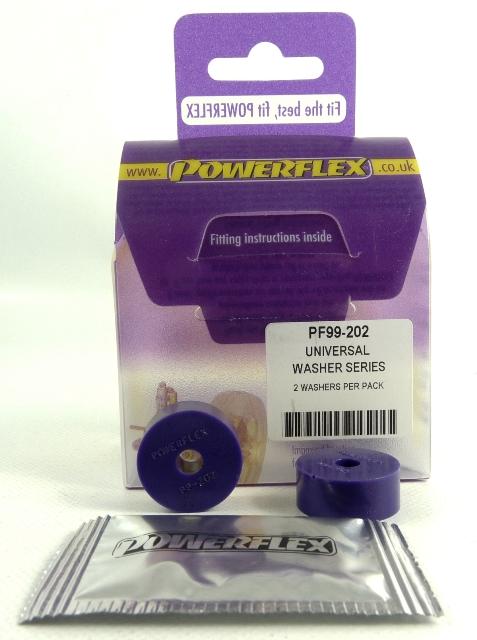 Fit the best, fit POWERFLEX
www. POWERFLEX .co.uk
Fitting instructions inside
PF99-202
UNIVERSAL
WASHER SERIES
2 WASHERS PER PACK
POWERFLEX
99-202
POWERFLEX